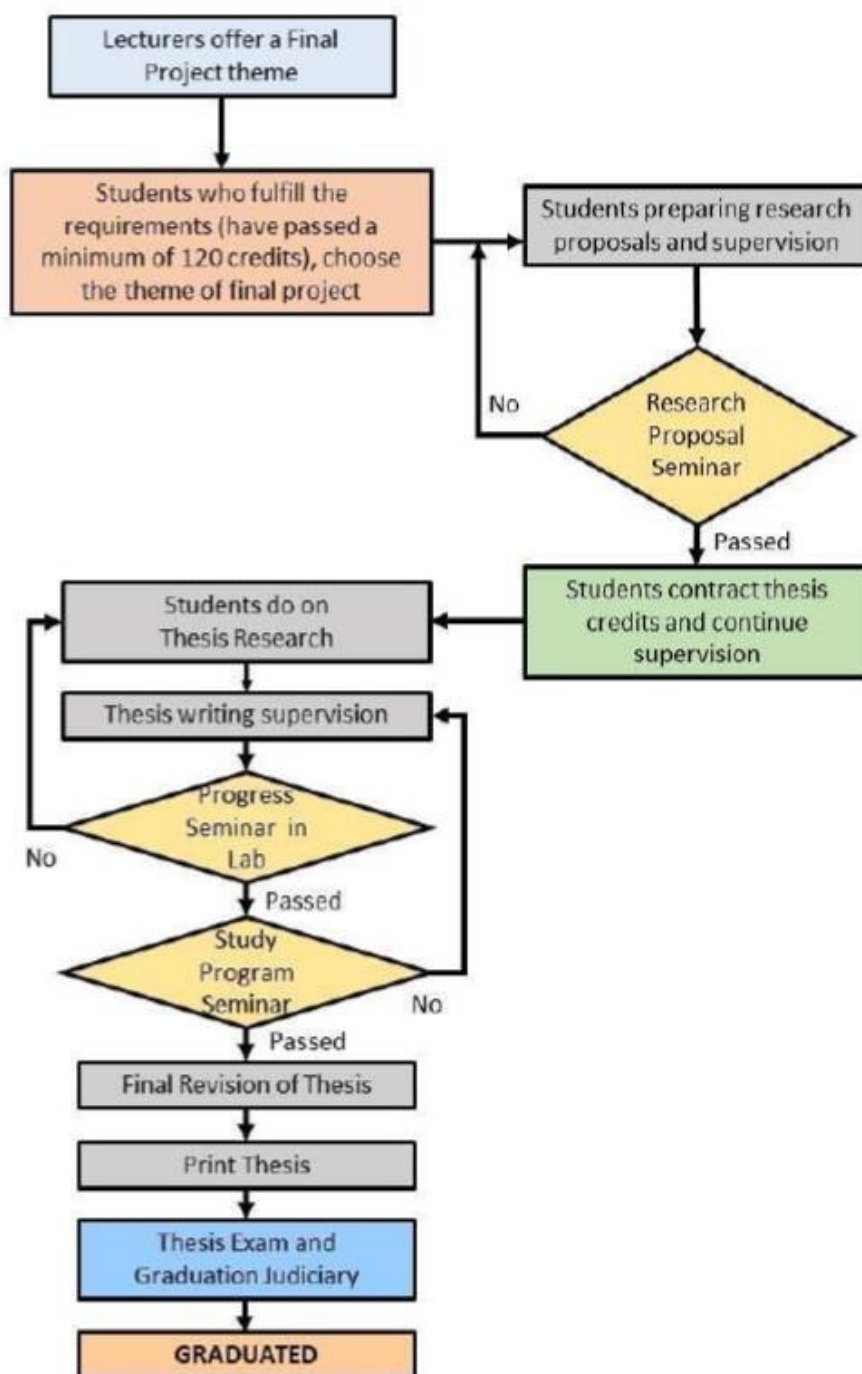 Lecturers offer a Final
Project theme
Students who fulfill the
requirements (have passed a
minimum of 120 credits), choose
the theme of final project
Students preparing research
proposals and supervision
No
Research
Proposal
Seminar
Passed
Students contract thesis
credits and continue
supervision
Students do on
Thesis Research
Thesis writing supervision
Progress
Seminar in
Lab
No
Passed
Study
Program
Seminar
No
Passed
Final Revision of Thesis
Print Thesis
Thesis Exam and
Graduation Judiciary
GRADUATED